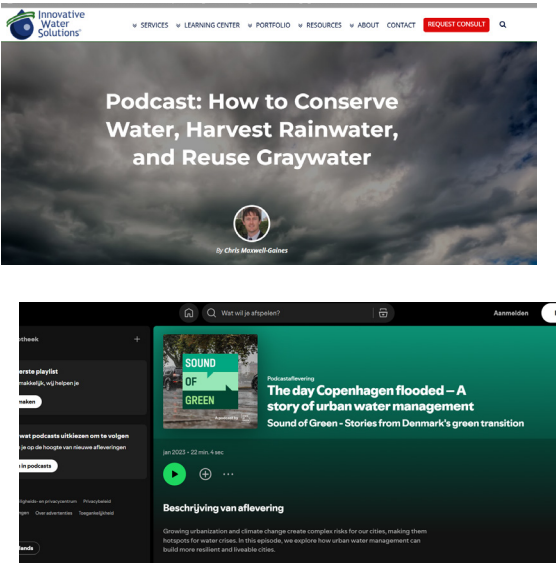 Innovative
Water
Solutions
SERVICES LEARNING CENTER PORTFOLIO RESOURCES ABOUT CONTACT REQUEST CONSULT
Podcast: How to Conserve
Water, Harvest Rainwater,
and Reuse Graywater
By Chris Maxwell-Gaines
Wat wil je afspelen?
Aanmelden
otheek
erste playlist
makkelijk, wij helpen je
maken
wat podcasts uitkiezen om te volgen
je op de hoogte van nieuwe afleveringen
n podcasts
ligheids- en privacycentrum Privacybeleid
ngen Over advertenties Toegankelijkheid
lands
SOUND
OF
GREEN
Podcastaflevering
The day Copenhagen flooded – A
story of urban water management
Sound of Green - Stories from Denmark's green transition
jan 2023 • 22 min. 4 sec
Beschrijving van aflevering
Growing urbanization and climate change create complex risks for our cities, making them
hotspots for water crises. In this episode, we explore how urban water management can
build more resilient and liveable cities.